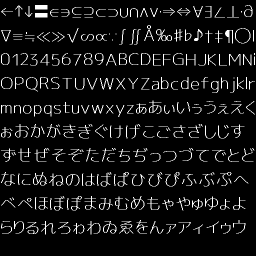 ←↑↓〓∈∋⊆⊇⊂⊃∪∩∧∨¬⇒⇔∀∃∠⊥⌒∂
∇≡≒≪≫√∽∝∵∫∬Å‰♯♭♪†‡¶◯
0123456789ABCDEFGHIJKLMN
OPQRSTUVWXYZabcdefghijklr
mnopqrstuvwxyzぁあぃいぅうぇえぇく
ぉおかがきぎくぐけげこごさざしじす
ずせぜそぞただちぢっつづてでとど
なにぬねのはばぱひびぴふぶぷへ
べぺほぼぽまみむめもゃやゅゆょよ
らりるれろゎわゐゑをんァアィイゥウ